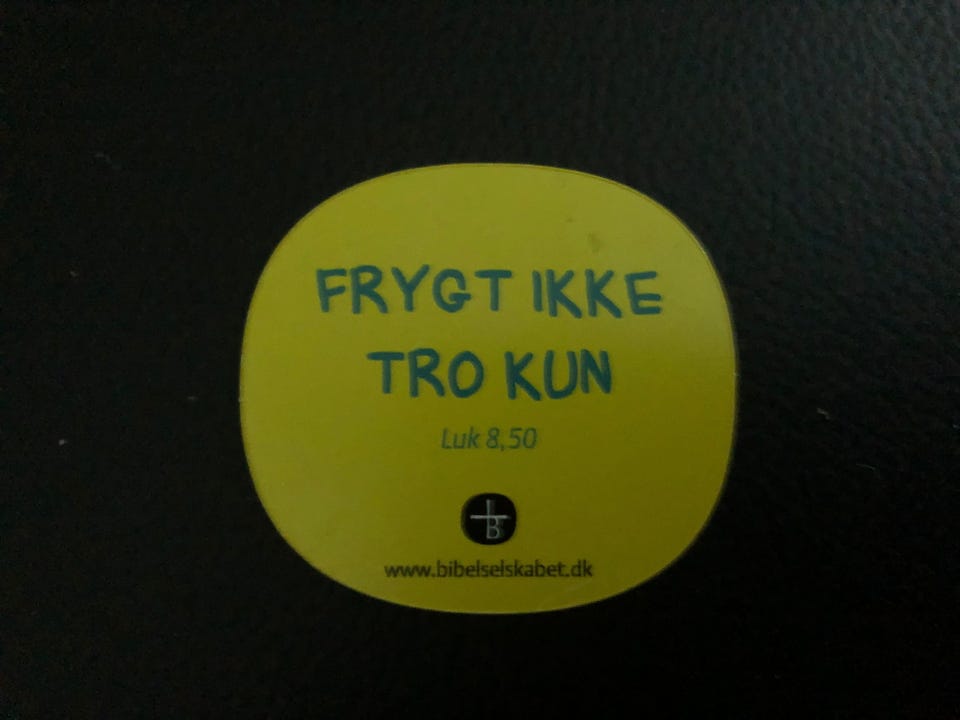 FRYGT IKKE
TRO KUN
Luk 8,50
B
www.bibelselskabet.dk